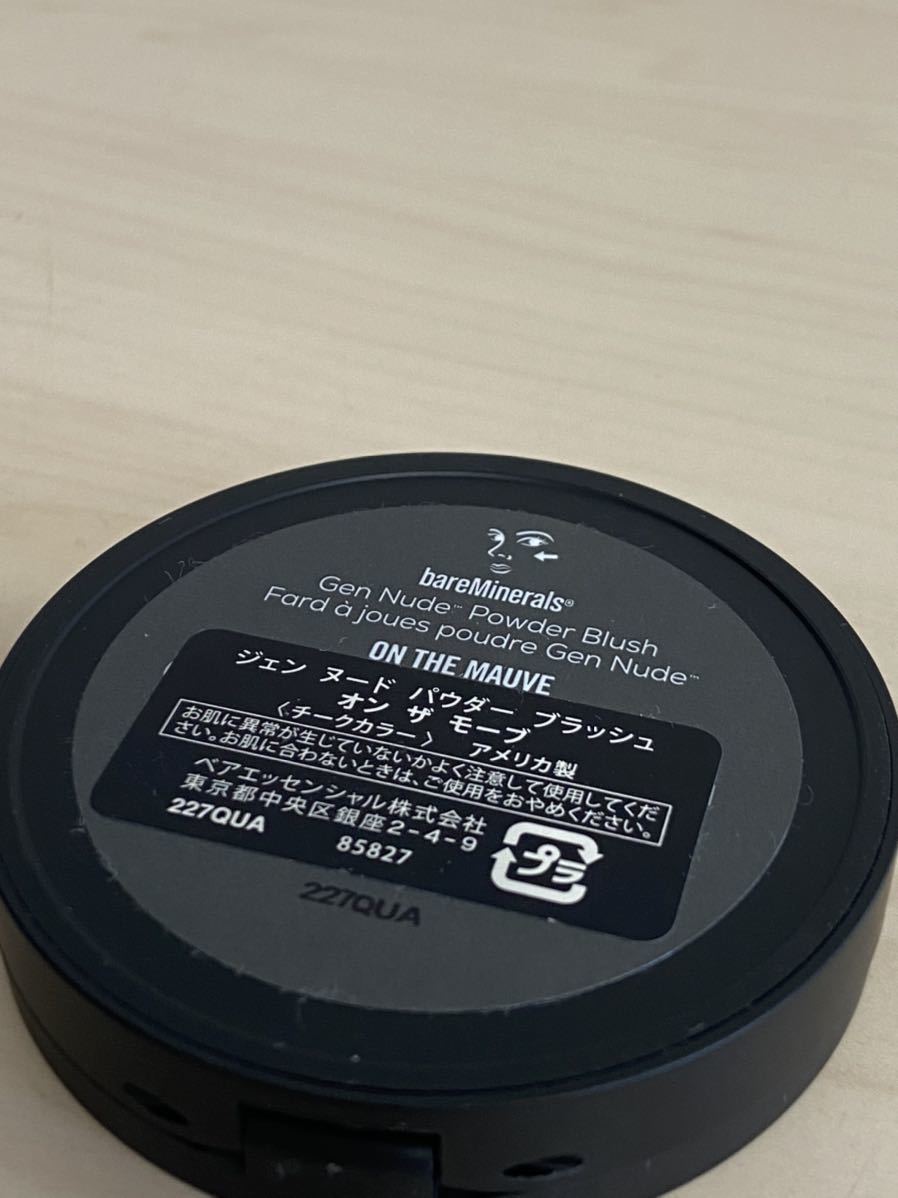 bareMinerals®
Gen Nude™ Powder Blush
Fard à joues poudre Gen Nude™
ON THE MAUVE
ジェン ヌード パウダー ブラッシュ
オン ザ モーブ
〈チークカラー〉 アメリカ製
お肌に異常が生じていないかよく注意して使用してくだ
さい。お肌に合わないときは、ご使用をおやめください。
ベアエッセンシャル株式会社
東京都中央区銀座2-4-9
227QUA 85827
プラ
227QUA